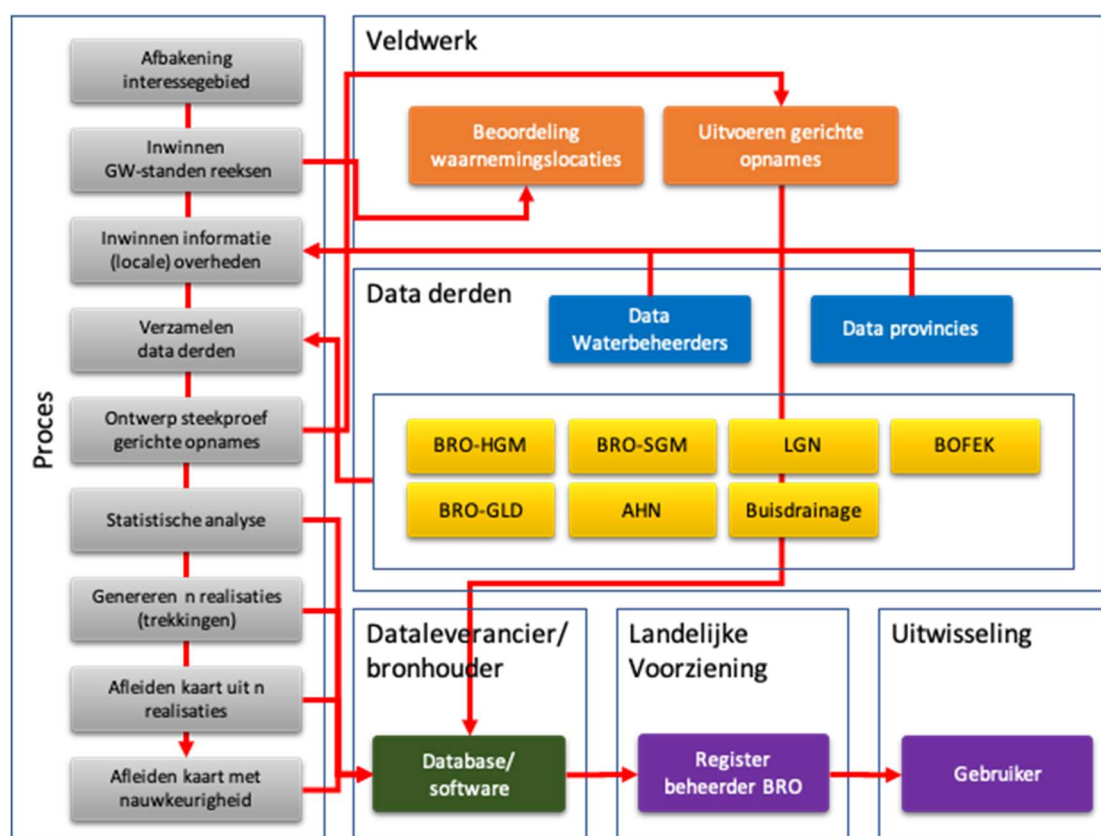 Proces
Afbakening
interessegebied
Inwinnen
GW-standen reeksen
Inwinnen informatie
(locale) overheden
Verzamelen
data derden
Ontwerp steekproef
gerichte opnames
Statistische analyse
Genereren n realisaties
(trekkingen)
Afleiden kaart uit n
realisaties
Afleiden kaart met
nauwkeurigheid
Veldwerk
Beoordeling
waarnemingslocaties
Uitvoeren gerichte
opnames
Data derden
Data
Waterbeheerders
Data provincies
BRO-HGM
BRO-SGM
LGN
BOFEK
BRO-GLD
AHN
Buisdrainage
Dataleverancier/
bronhouder
Database/
software
Landelijke
Voorziening
Register
beheerder BRO
Uitwisseling
Gebruiker